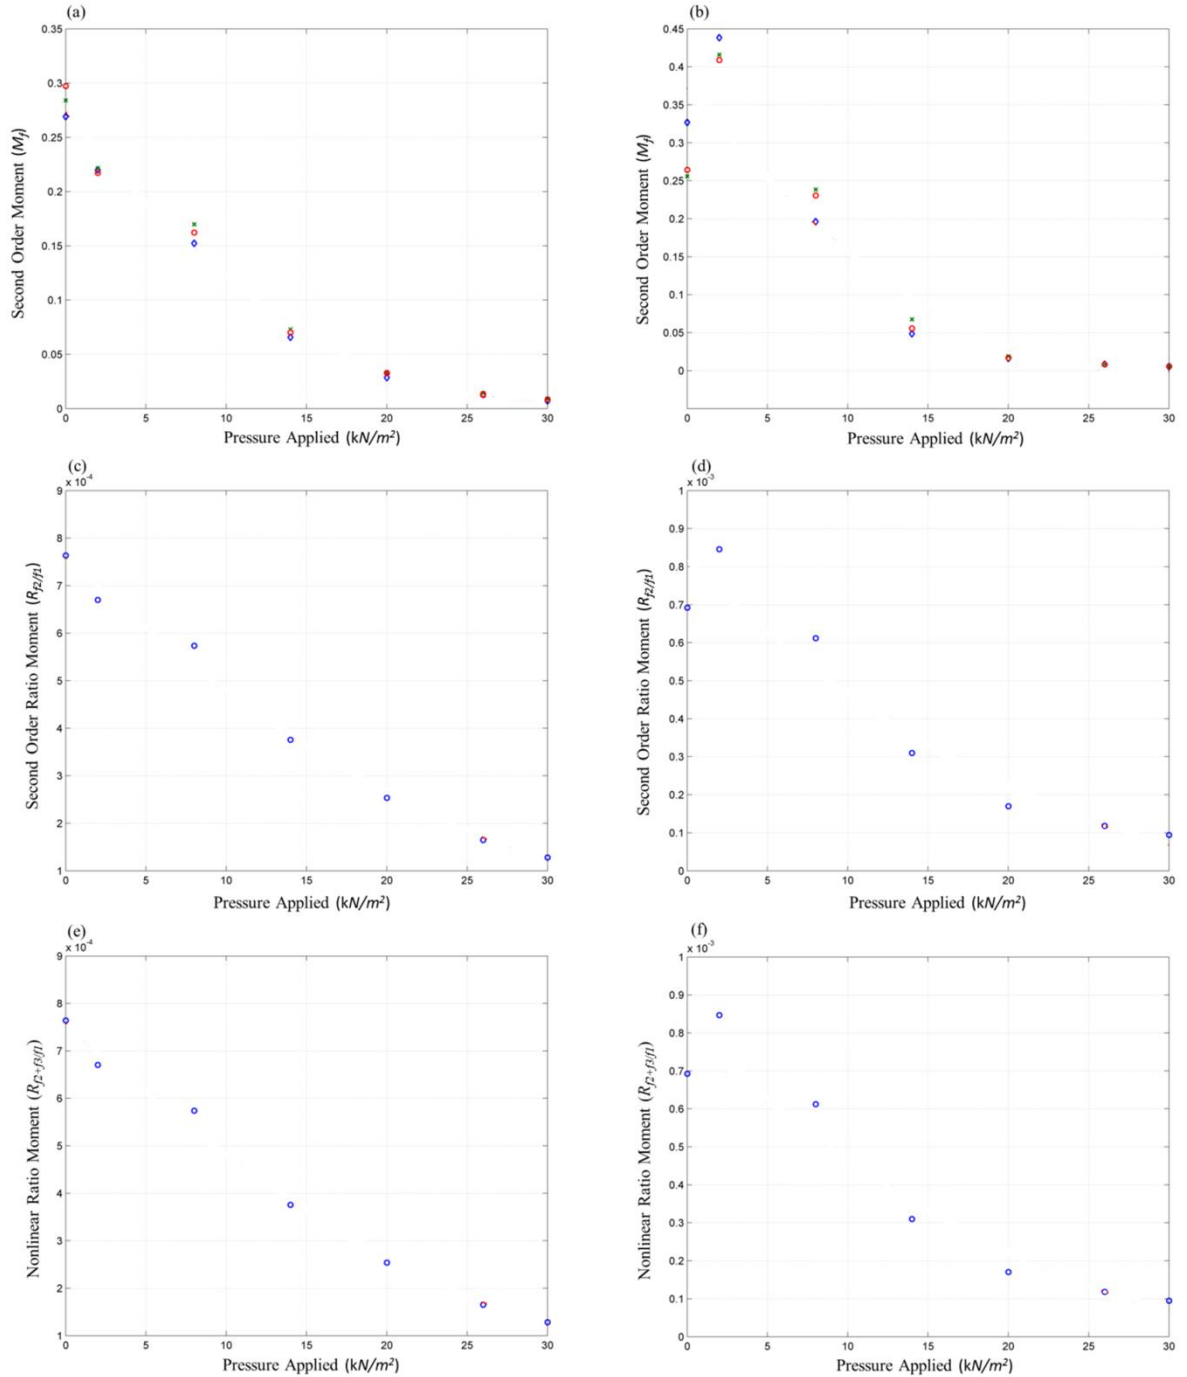 (a)
0.35
0.3
0.25
0.2
0.15
0.1
0.05
0
0 5 10 15 20 25 30
Second Order Moment (Mf)
Pressure Applied (kN/m²)
(b)
0.45
0.4
0.35
0.3
0.25
0.2
0.15
0.1
0.05
0
0 5 10 15 20 25 30
Second Order Moment (Mf)
Pressure Applied (kN/m²)
(c)
x 10⁻⁴
9
8
7
6
5
4
3
2
1
0 5 10 15 20 25 30
Second Order Ratio Moment (Rf2/f1)
Pressure Applied (kN/m²)
(d)
x 10⁻³
1
0.9
0.8
0.7
0.6
0.5
0.4
0.3
0.2
0.1
0
0 5 10 15 20 25 30
Second Order Ratio Moment (Rf2/f1)
Pressure Applied (kN/m²)
(e)
x 10⁻⁴
9
8
7
6
5
4
3
2
1
0 5 10 15 20 25 30
Nonlinear Ratio Moment (Rf2+f3/f1)
Pressure Applied (kN/m²)
(f)
x 10⁻³
1
0.9
0.8
0.7
0.6
0.5
0.4
0.3
0.2
0.1
0
0 5 10 15 20 25 30
Nonlinear Ratio Moment (Rf2+f3/f1)
Pressure Applied (kN/m²)